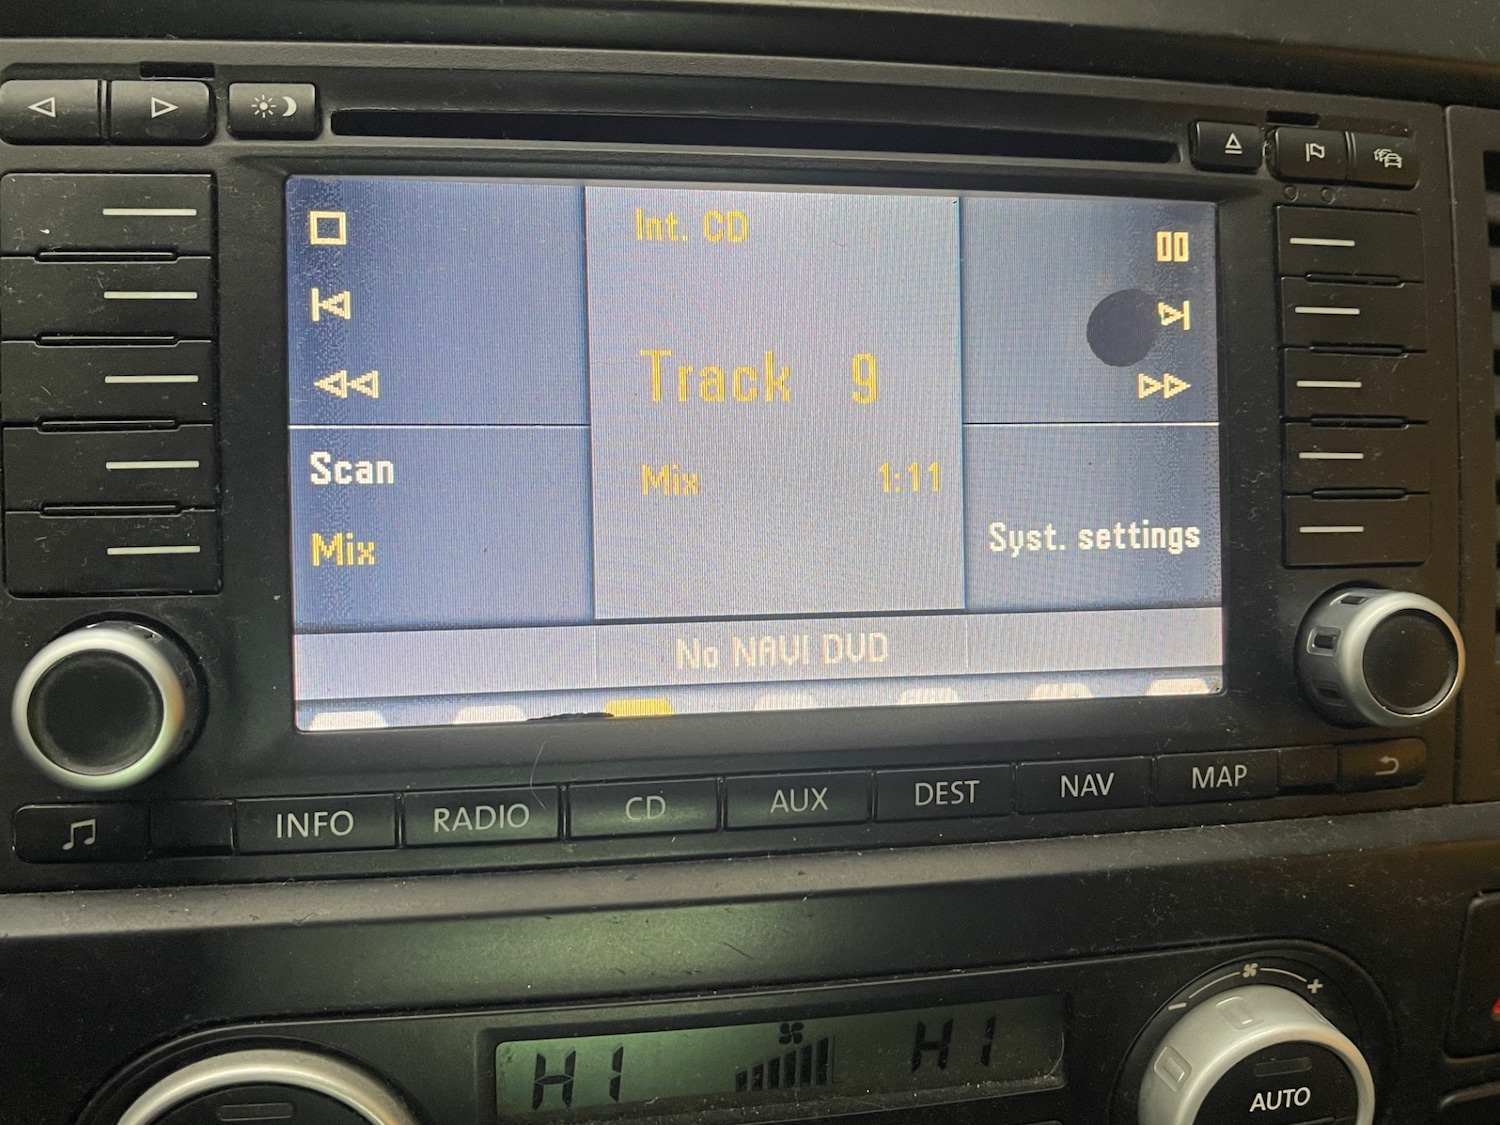 Int. CD
Track 9
Mix 1:11
Scan
Mix
Syst. settings
No NAVI DVD
INFO RADIO CD AUX DEST NAV MAP
HI HI
- +
AUTO